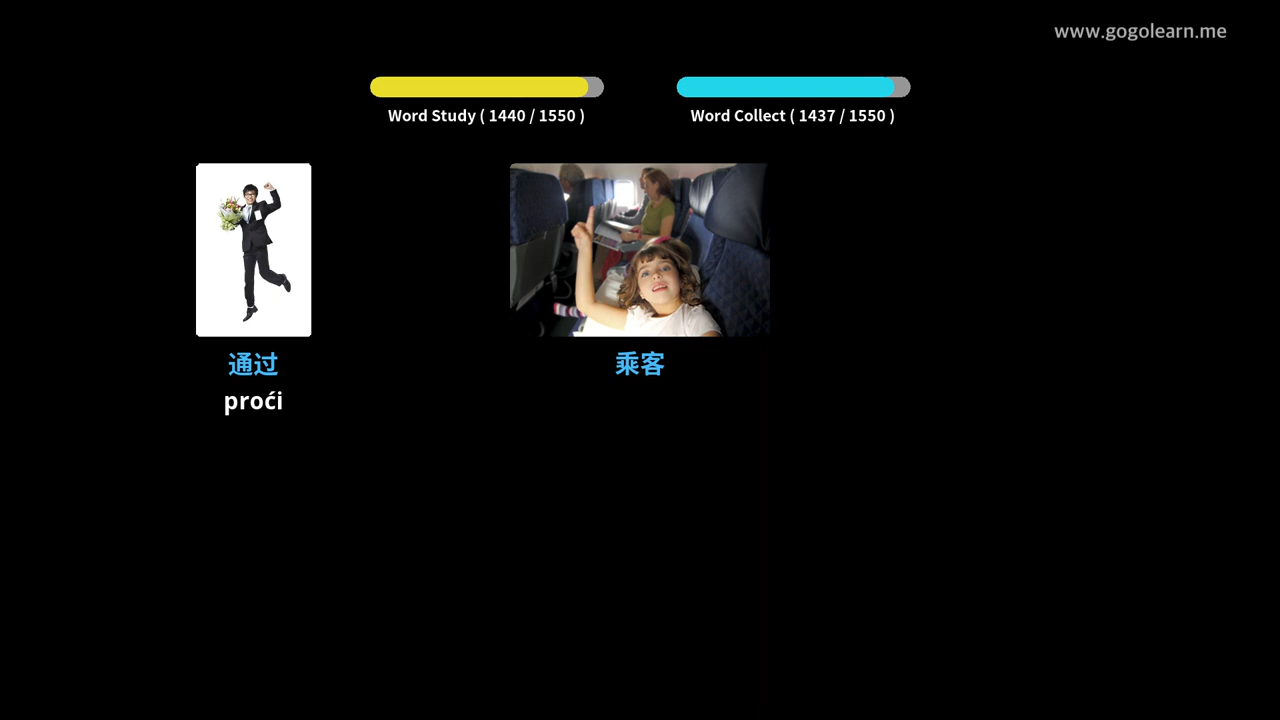 www.gogolearn.me
Word Study ( 1440 / 1550 )
Word Collect ( 1437 / 1550 )
通过
proći
乘客